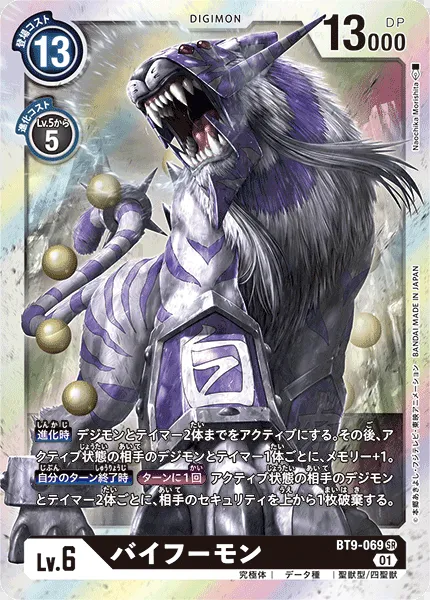 DIGIMON
登場コスト
13
DP
13000
進化コスト
Lv.5から
5
Naochika Morishita
©本郷あきよし・フジテレビ・東映アニメーション BANDAI MADE IN JAPAN
進化時 デジモンとテイマー2体までをアクティブにする。その後、ア
クティブ状態の相手のデジモンとテイマー1体ごとに、メモリー+1。
自分のターン終了時 ターンに1回 アクティブ状態の相手のデジモン
とテイマー2体ごとに、相手のセキュリティを上から1枚破棄する。
Lv.6
バイフーモン
BT9-069 SR
01
究極体 | データ種 | 聖獣型/四聖獣